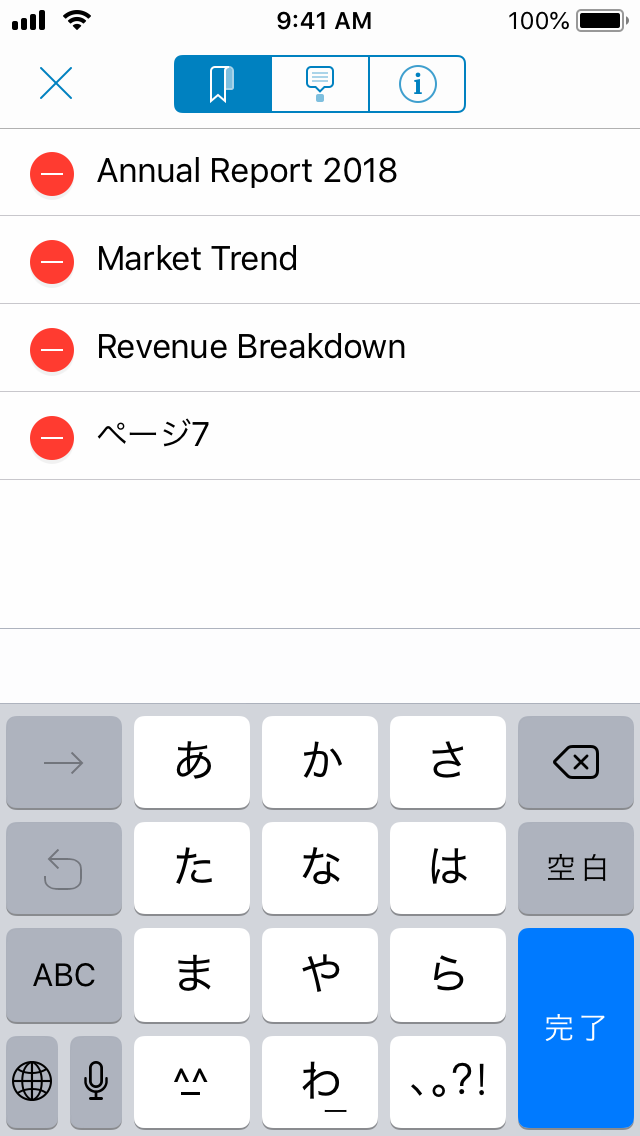 9:41 AM 100%
i
Annual Report 2018
Market Trend
Revenue Breakdown
ページ7
→ あ か さ
た な は 空白
ABC ま や ら 完了
^_^ わ_ 、。?!